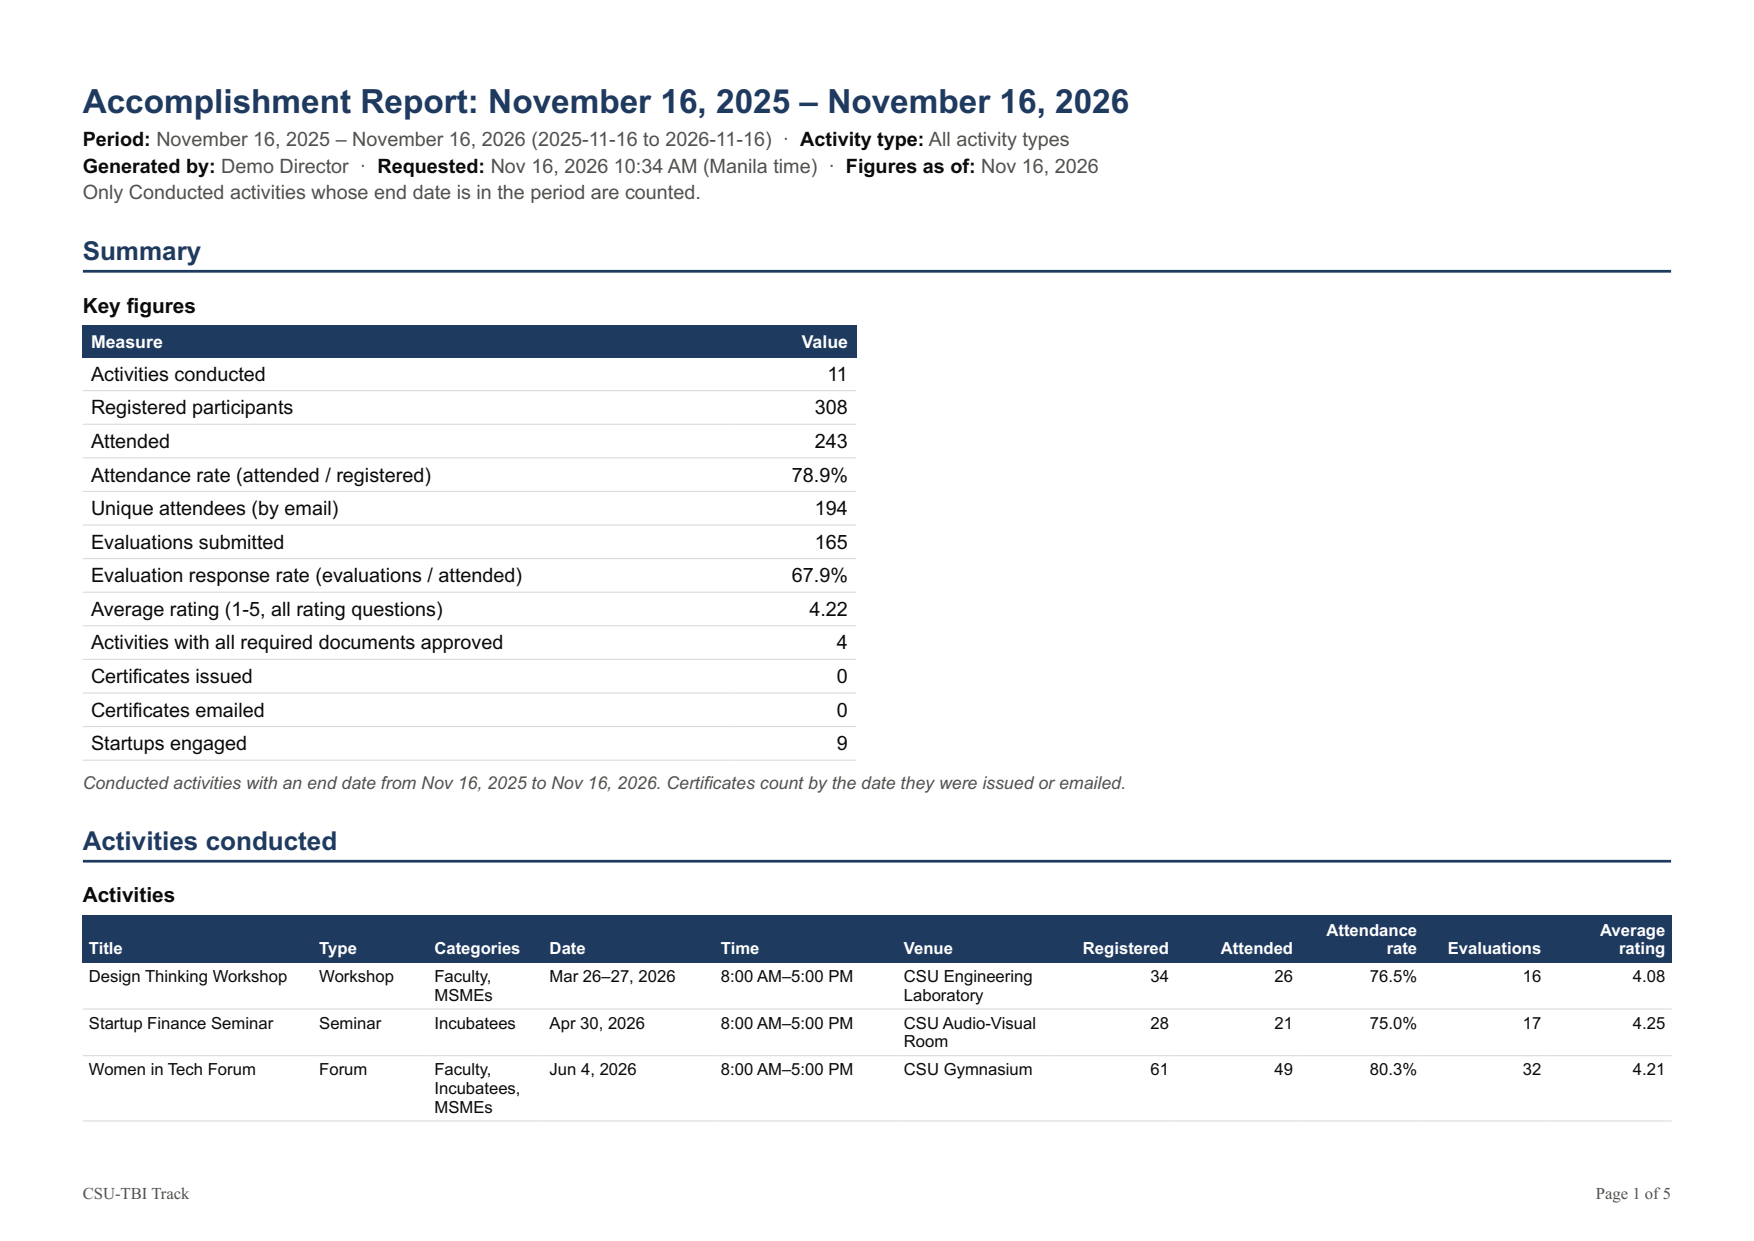 Accomplishment Report: November 16, 2025 – November 16, 2026
Period: November 16, 2025 – November 16, 2026 (2025-11-16 to 2026-11-16) · Activity type: All activity types
Generated by: Demo Director · Requested: Nov 16, 2026 10:34 AM (Manila time) · Figures as of: Nov 16, 2026
Only Conducted activities whose end date is in the period are counted.
Summary
Key figures
Measure Value
Activities conducted 11
Registered participants 308
Attended 243
Attendance rate (attended / registered) 78.9%
Unique attendees (by email) 194
Evaluations submitted 165
Evaluation response rate (evaluations / attended) 67.9%
Average rating (1-5, all rating questions) 4.22
Activities with all required documents approved 4
Certificates issued 0
Certificates emailed 0
Startups engaged 9
Conducted activities with an end date from Nov 16, 2025 to Nov 16, 2026. Certificates count by the date they were issued or emailed.
Activities conducted
Activities
Attendance Average
Title Type Categories Date Time Venue Registered Attended rate Evaluations rating
Design Thinking Workshop Workshop Faculty, Mar 26–27, 2026 8:00 AM–5:00 PM CSU Engineering 34 26 76.5% 16 4.08
MSMEs Laboratory
Startup Finance Seminar Seminar Incubatees Apr 30, 2026 8:00 AM–5:00 PM CSU Audio-Visual 28 21 75.0% 17 4.25
Room
Women in Tech Forum Forum Faculty, Jun 4, 2026 8:00 AM–5:00 PM CSU Gymnasium 61 49 80.3% 32 4.21
Incubatees,
MSMEs
CSU-TBI Track Page 1 of 5